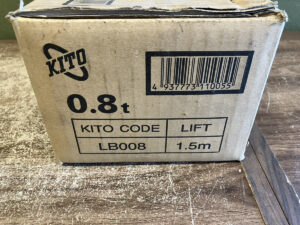 KITO
4 937773 110055
0.8t
KITO CODE LIFT
LB008 1.5m